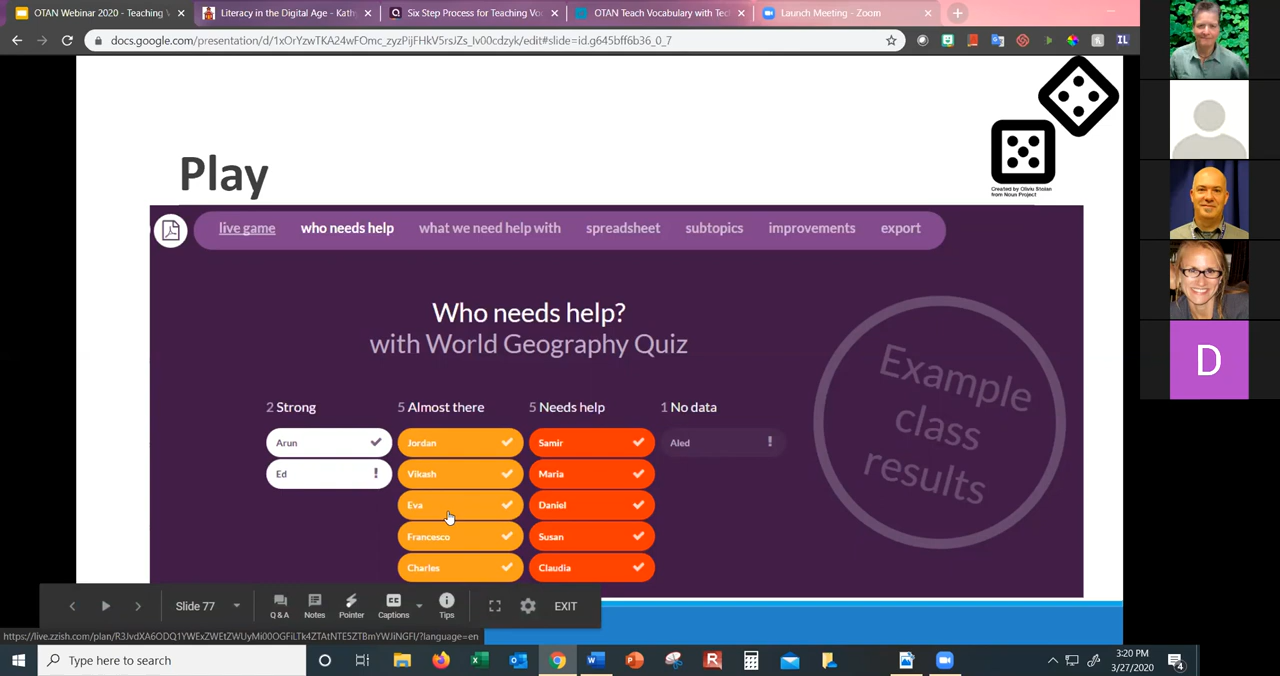 OTAN Webinar 2020 - Teaching
Literacy in the Digital Age - Kath
Six Step Process for Teaching Vo
OTAN Teach Vocabulary with Tec
Launch Meeting - Zoom
docs.google.com/presentation/d/1xOrYzwTKA24wFOmc_zyzPijFHkV5rsJZs_lv00cdzyk/edit#slide=id.g645bff6b36_0_7
IL
Play
Created by Oliviu Stoian
from Noun Project
live game
who needs help
what we need help with
spreadsheet
subtopics
improvements
export
Who needs help?
with World Geography Quiz
2 Strong
5 Almost there
5 Needs help
1 No data
Arun
Jordan
Samir
Aled
Ed
Vikash
Maria
Eva
Daniel
Francesco
Susan
Charles
Claudia
Example
class
results
D
Slide 77
Q&A
Notes
Pointer
Captions
Tips
EXIT
Type here to search
3:20 PM
3/27/2020
4